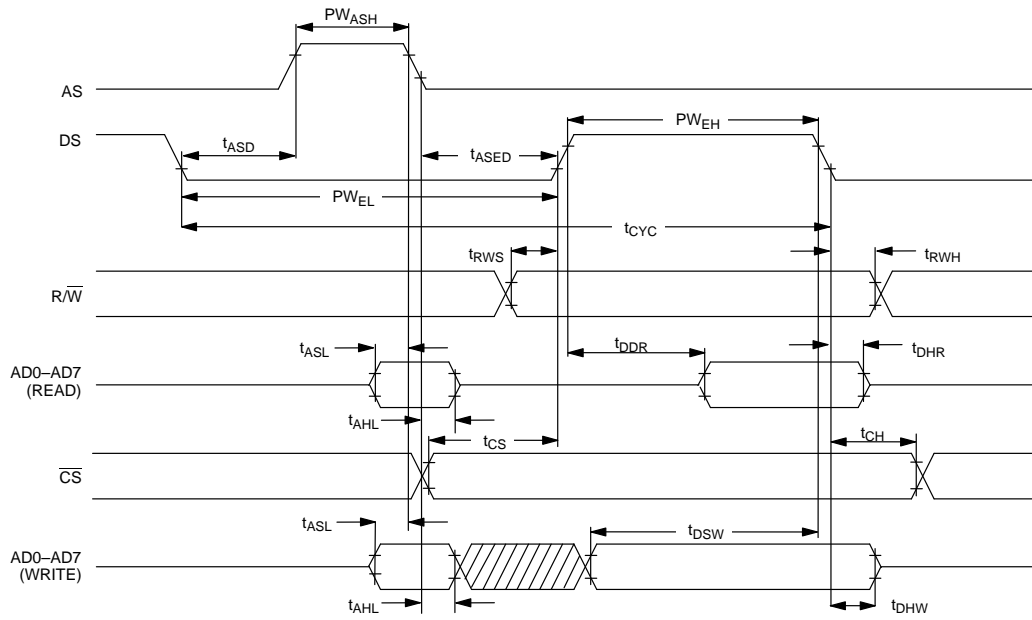 PW_ASH
AS
DS
PW_EH
t_ASD
t_ASED
PW_EL
t_CYC
t_RWS
t_RWH
R/W̅
t_ASL
t_DDR
t_DHR
AD0–AD7
(READ)
t_AHL
t_CS
t_CH
C̅S̅
t_ASL
t_DSW
AD0–AD7
(WRITE)
t_AHL
t_DHW